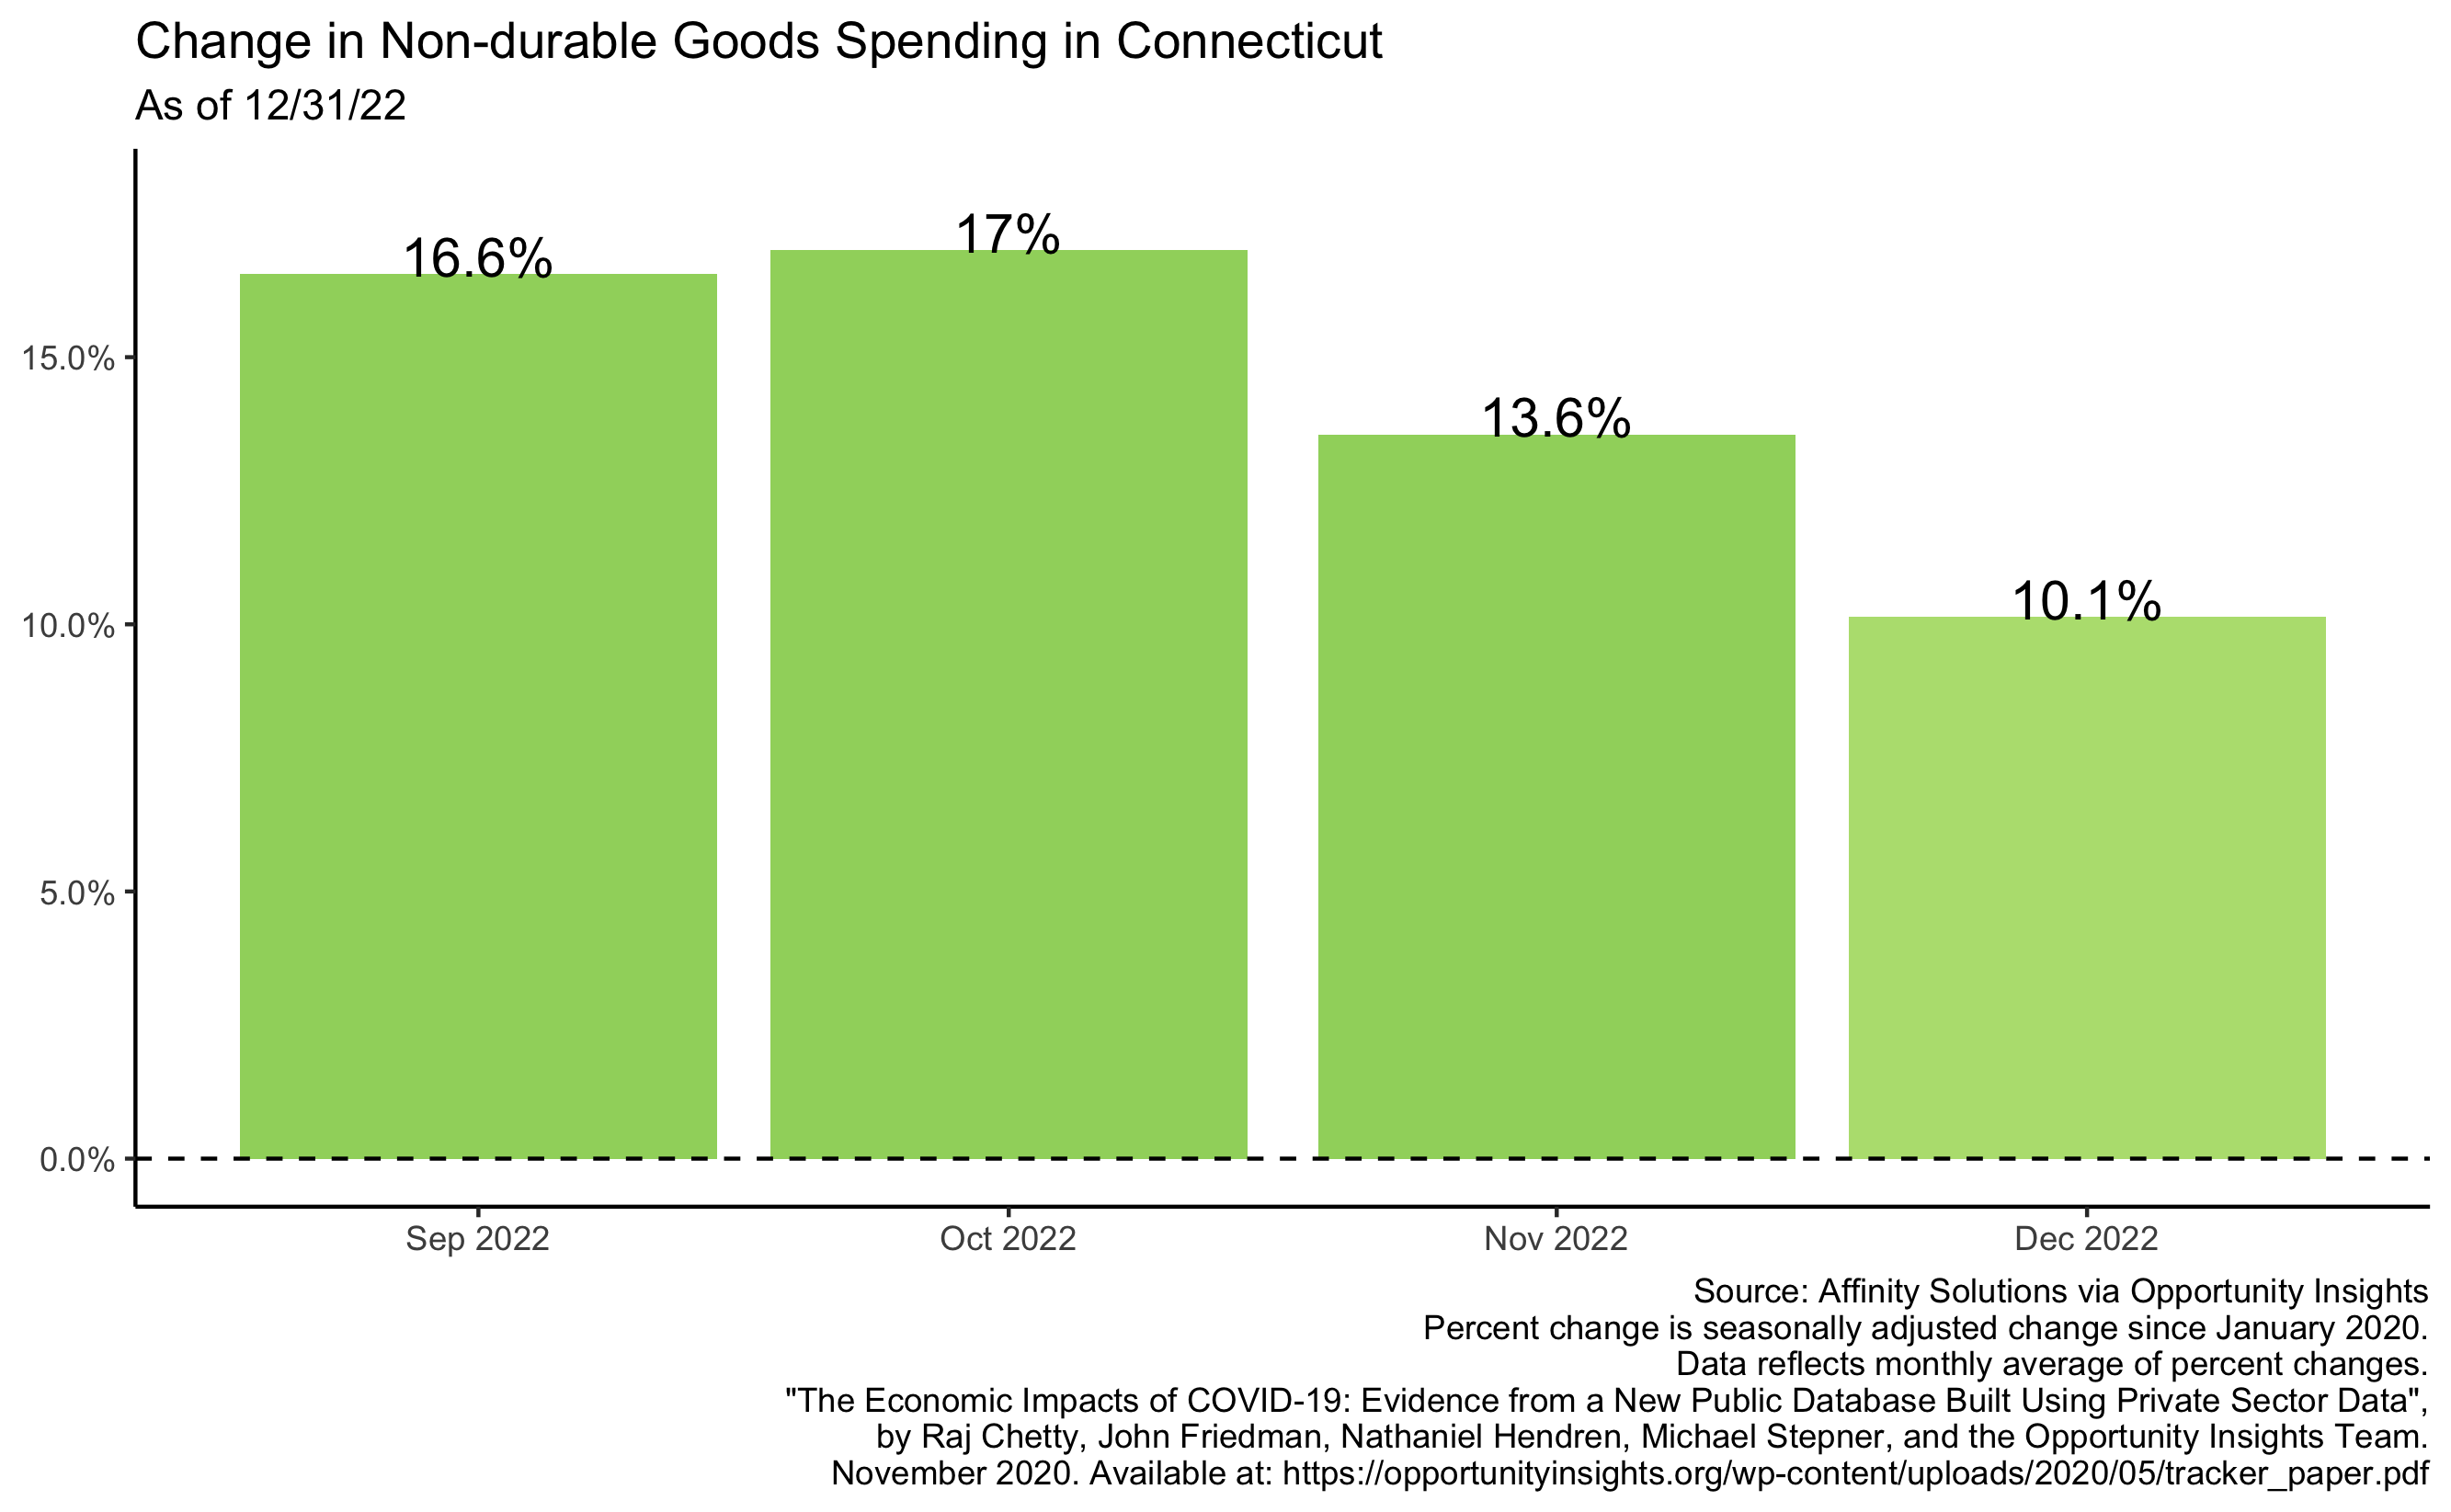 Change in Non-durable Goods Spending in Connecticut
As of 12/31/22
16.6%
17%
13.6%
10.1%
15.0%
10.0%
5.0%
0.0%
Sep 2022
Oct 2022
Nov 2022
Dec 2022
Source: Affinity Solutions via Opportunity Insights
Percent change is seasonally adjusted change since January 2020.
Data reflects monthly average of percent changes.
"The Economic Impacts of COVID-19: Evidence from a New Public Database Built Using Private Sector Data",
by Raj Chetty, John Friedman, Nathaniel Hendren, Michael Stepner, and the Opportunity Insights Team.
November 2020. Available at: https://opportunityinsights.org/wp-content/uploads/2020/05/tracker_paper.pdf